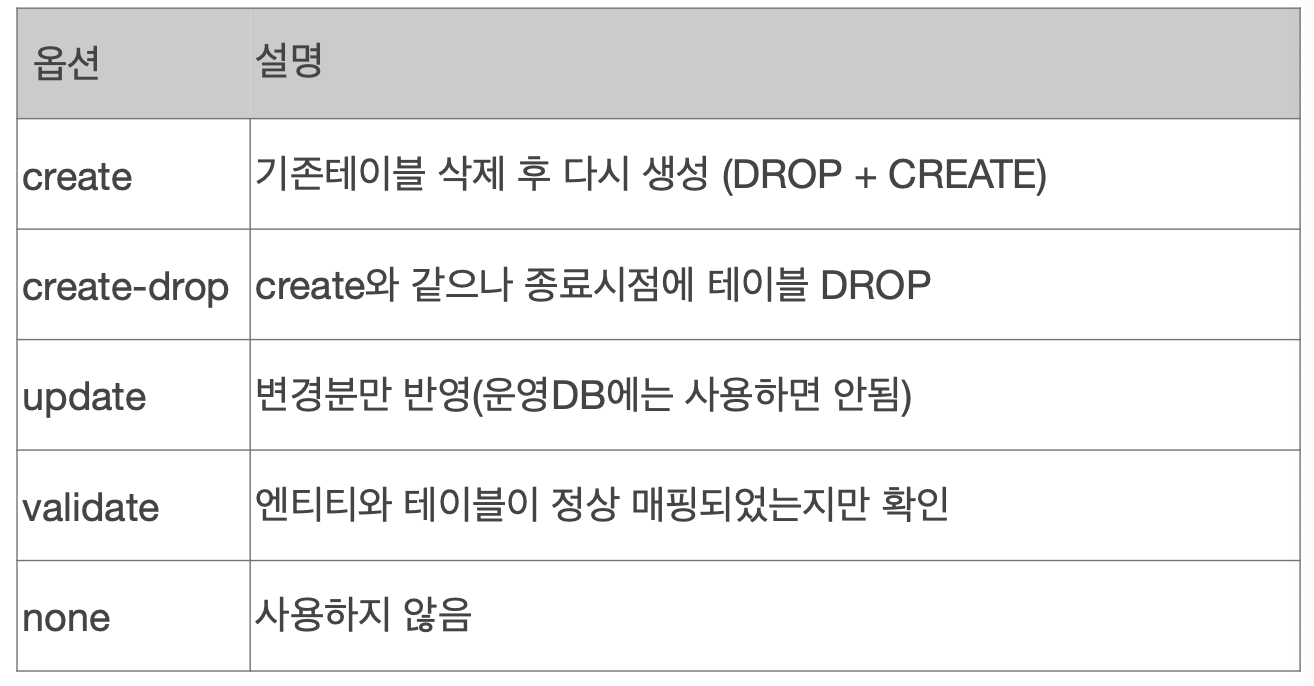 옵션 설명
create 기존테이블 삭제 후 다시 생성 (DROP + CREATE)
create-drop create와 같으나 종료시점에 테이블 DROP
update 변경분만 반영(운영DB에는 사용하면 안됨)
validate 엔티티와 테이블이 정상 매핑되었는지만 확인
none 사용하지 않음